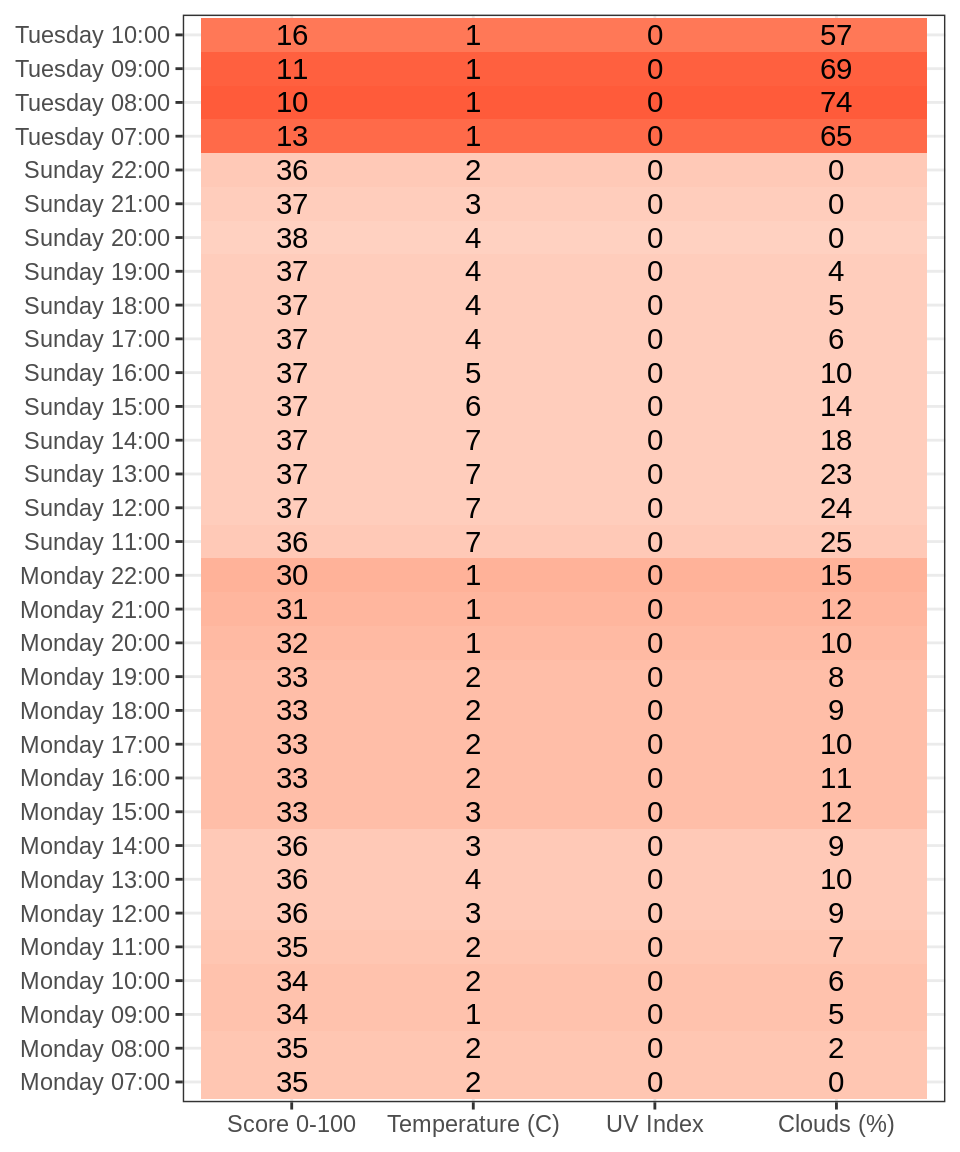 Tuesday 10:00 16 1 0 57
Tuesday 09:00 11 1 0 69
Tuesday 08:00 10 1 0 74
Tuesday 07:00 13 1 0 65
Sunday 22:00 36 2 0 0
Sunday 21:00 37 3 0 0
Sunday 20:00 38 4 0 0
Sunday 19:00 37 4 0 4
Sunday 18:00 37 4 0 5
Sunday 17:00 37 4 0 6
Sunday 16:00 37 5 0 10
Sunday 15:00 37 6 0 14
Sunday 14:00 37 7 0 18
Sunday 13:00 37 7 0 23
Sunday 12:00 37 7 0 24
Sunday 11:00 36 7 0 25
Monday 22:00 30 1 0 15
Monday 21:00 31 1 0 12
Monday 20:00 32 1 0 10
Monday 19:00 33 2 0 8
Monday 18:00 33 2 0 9
Monday 17:00 33 2 0 10
Monday 16:00 33 2 0 11
Monday 15:00 33 3 0 12
Monday 14:00 36 3 0 9
Monday 13:00 36 4 0 10
Monday 12:00 36 3 0 9
Monday 11:00 35 2 0 7
Monday 10:00 34 2 0 6
Monday 09:00 34 1 0 5
Monday 08:00 35 2 0 2
Monday 07:00 35 2 0 0
Score 0-100 Temperature (C) UV Index Clouds (%)